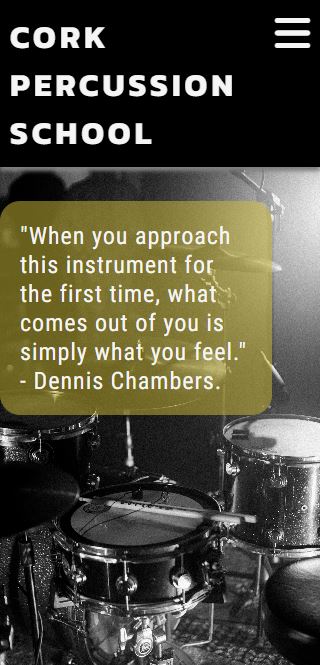 CORK
PERCUSSION
SCHOOL
"When you approach
this instrument for
the first time, what
comes out of you is
simply what you feel."
- Dennis Chambers.